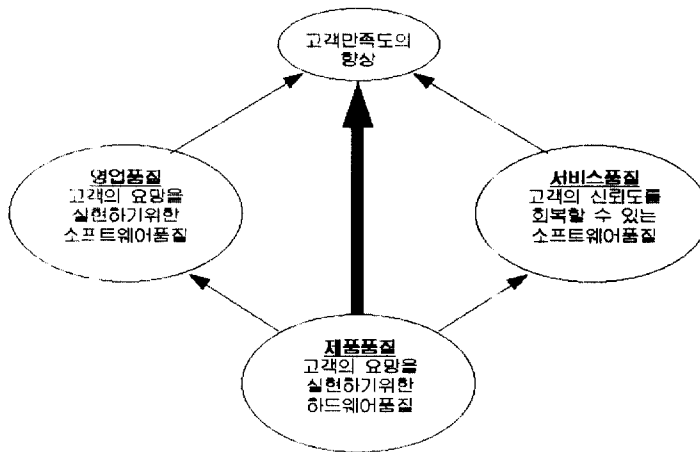 고객만족도의
향상
영업품질
고객의 요망을
실현하기위한
소프트웨어품질
서비스품질
고객의 신뢰도를
회복할 수 있는
소프트웨어품질
제품품질
고객의 요망을
실현하기위한
하드웨어품질